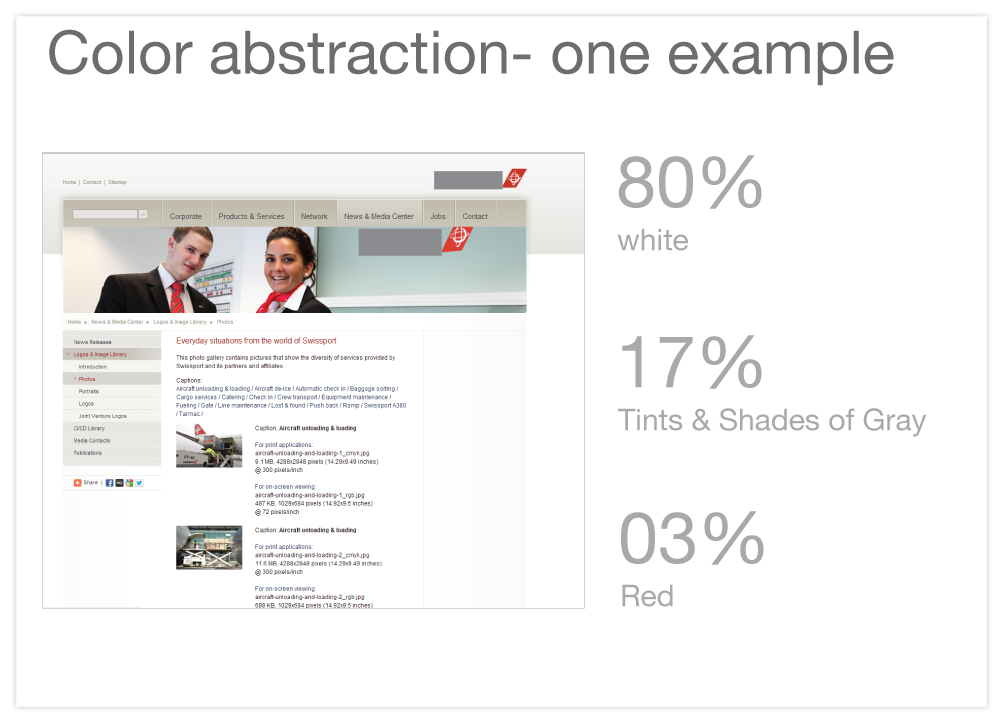 Color abstraction- one example
Home | Contact | Sitemap
Corporate
Products & Services
Network
News & Media Center
Jobs
Contact
Home » News & Media Center » Logos & Image Library » Photos
News Releases
Logos & Image Library
Introduction
Photos
Portraits
Logos
Joint Venture Logos
CI/CD Library
Media Contacts
Publications
Share |
Everyday situations from the world of Swissport
This photo gallery contains pictures that show the diversity of services provided by
Swissport and its partners and affiliates.
Captions:
Aircraft unloading & loading / Aircraft de-ice / Automatic check in / Baggage sorting /
Cargo services / Catering / Check in / Crew transport / Equipment maintenance /
Fueling / Gate / Line maintenance / Lost & found / Push back / Ramp / Swissport A380
/ Tarmac /
Caption: Aircraft unloading & loading
For print applications:
aircraft-unloading-and-loading-1_cmyk.jpg
9.1 MB, 4288x2848 pixels (14.29x9.49 inches)
@ 300 pixels/inch
For on-screen viewing:
aircraft-unloading-and-loading-1_rgb.jpg
487 KB, 1029x684 pixels (14.92x9.5 inches)
@ 72 pixels/inch
Caption: Aircraft unloading & loading
For print applications:
aircraft-unloading-and-loading-2_cmyk.jpg
11.6 MB, 4288x2848 pixels (14.29x9.49 inches)
@ 300 pixels/inch
For on-screen viewing:
aircraft-unloading-and-loading-2_rgb.jpg
688 KB, 1029x684 pixels (14.92x9.5 inches)
80%
white
17%
Tints & Shades of Gray
03%
Red